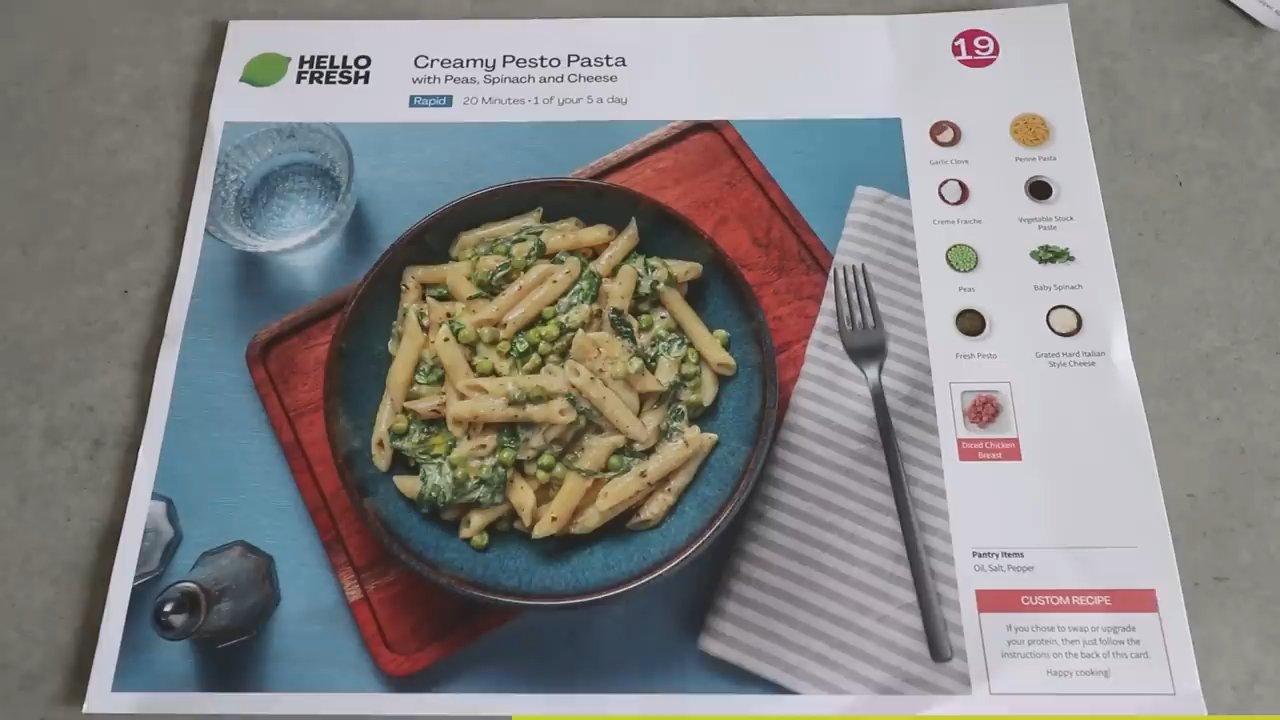 HELLO
FRESH
Creamy Pesto Pasta
with Peas, Spinach and Cheese
Rapid 20 Minutes • 1 of your 5 a day
19
Garlic Clove
Penne Pasta
Creme Fraiche
Vegetable Stock
Paste
Peas
Baby Spinach
Fresh Pesto
Grated Hard Italian
Style Cheese
Diced Chicken
Breast
Pantry Items
Oil, Salt, Pepper
CUSTOM RECIPE
If you chose to swap or upgrade
your protein, then just follow the
instructions on the back of this card.
Happy cooking!